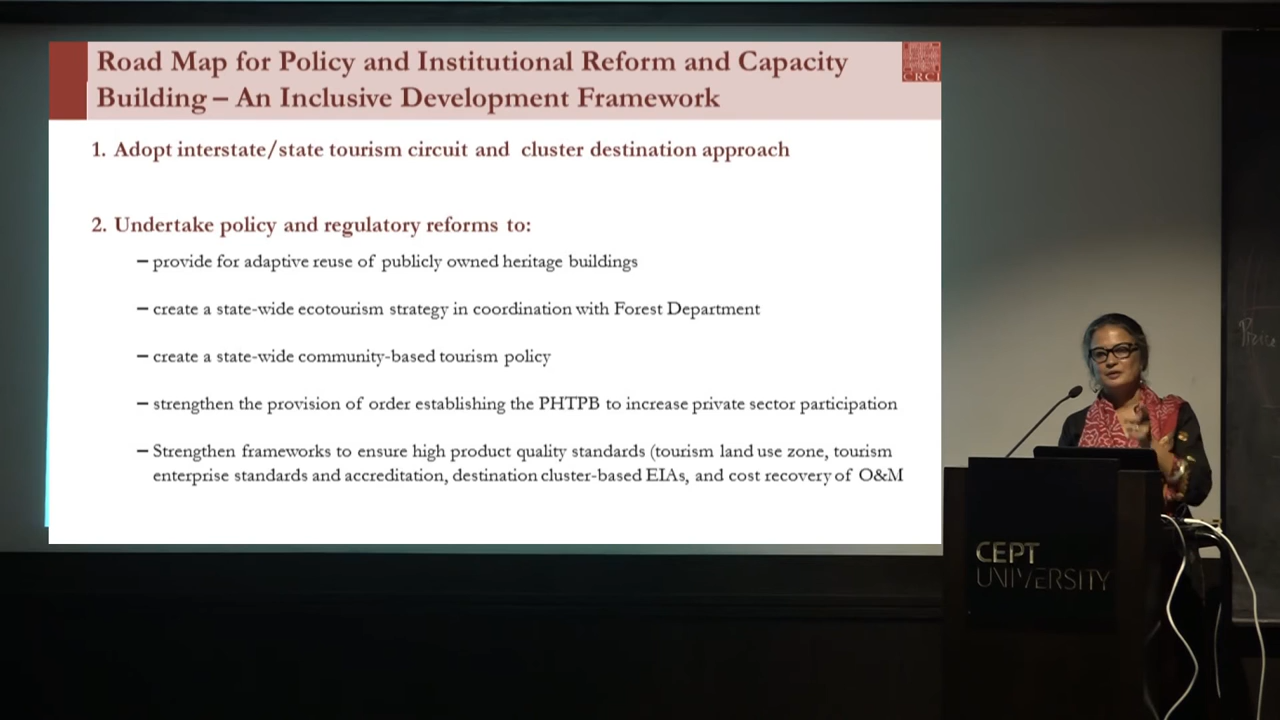 Road Map for Policy and Institutional Reform and Capacity
Building – An Inclusive Development Framework
CRCI
1. Adopt interstate/state tourism circuit and cluster destination approach
2. Undertake policy and regulatory reforms to:
– provide for adaptive reuse of publicly owned heritage buildings
– create a state-wide ecotourism strategy in coordination with Forest Department
– create a state-wide community-based tourism policy
– strengthen the provision of order establishing the PHTPB to increase private sector participation
– Strengthen frameworks to ensure high product quality standards (tourism land use zone, tourism
enterprise standards and accreditation, destination cluster-based EIAs, and cost recovery of O&M
CEPT
UNIVERSITY